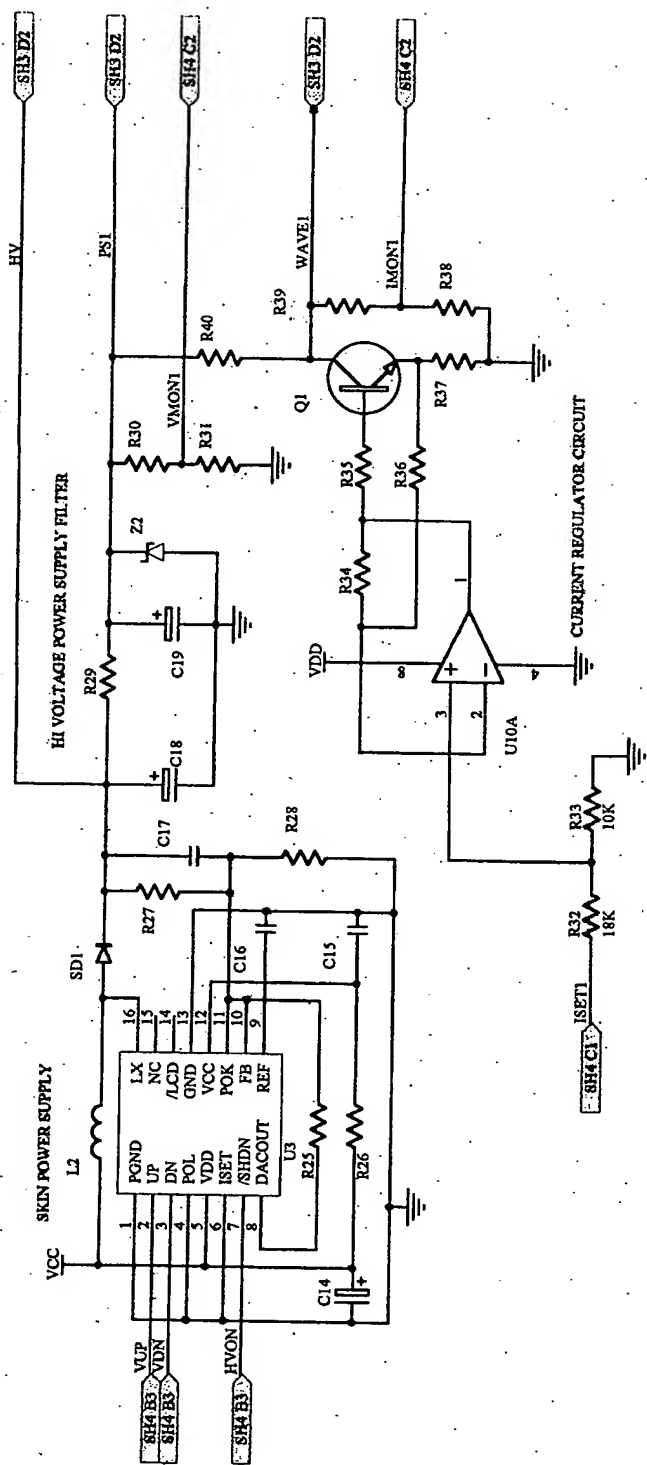 SKIN POWER SUPPLY
HI VOLTAGE POWER SUPPLY FILTER
CURRENT REGULATOR CIRCUIT
VCC
L2
SD1
HV
SH3 D2
PS1
SH3 D2
VMON1
SH4 C2
WAVE1
SH3 D2
IMON1
SH4 C2
VUP
SH4 B3
VDN
SH4 B3
HVON
SH4 B3
1 PGND
2 UP
3 DN
4 POL
5 VDD
6 ISET
7 /SHDN
8 DACOUT
LX 16
NC 15
/LCD 14
GND 13
VCC 12
POK 11
FB 10
REF 9
U3
C14
R25
R26
R27
C17
C16
C15
R28
C18
+
R29
C19
+
Z2
R30
R31
R40
R39
R38
Q1
R37
R35
R36
R34
VDD
8
3
2
1
4
+
−
U10A
ISET1
SH4 C1
R32
18K
R33
10K
+